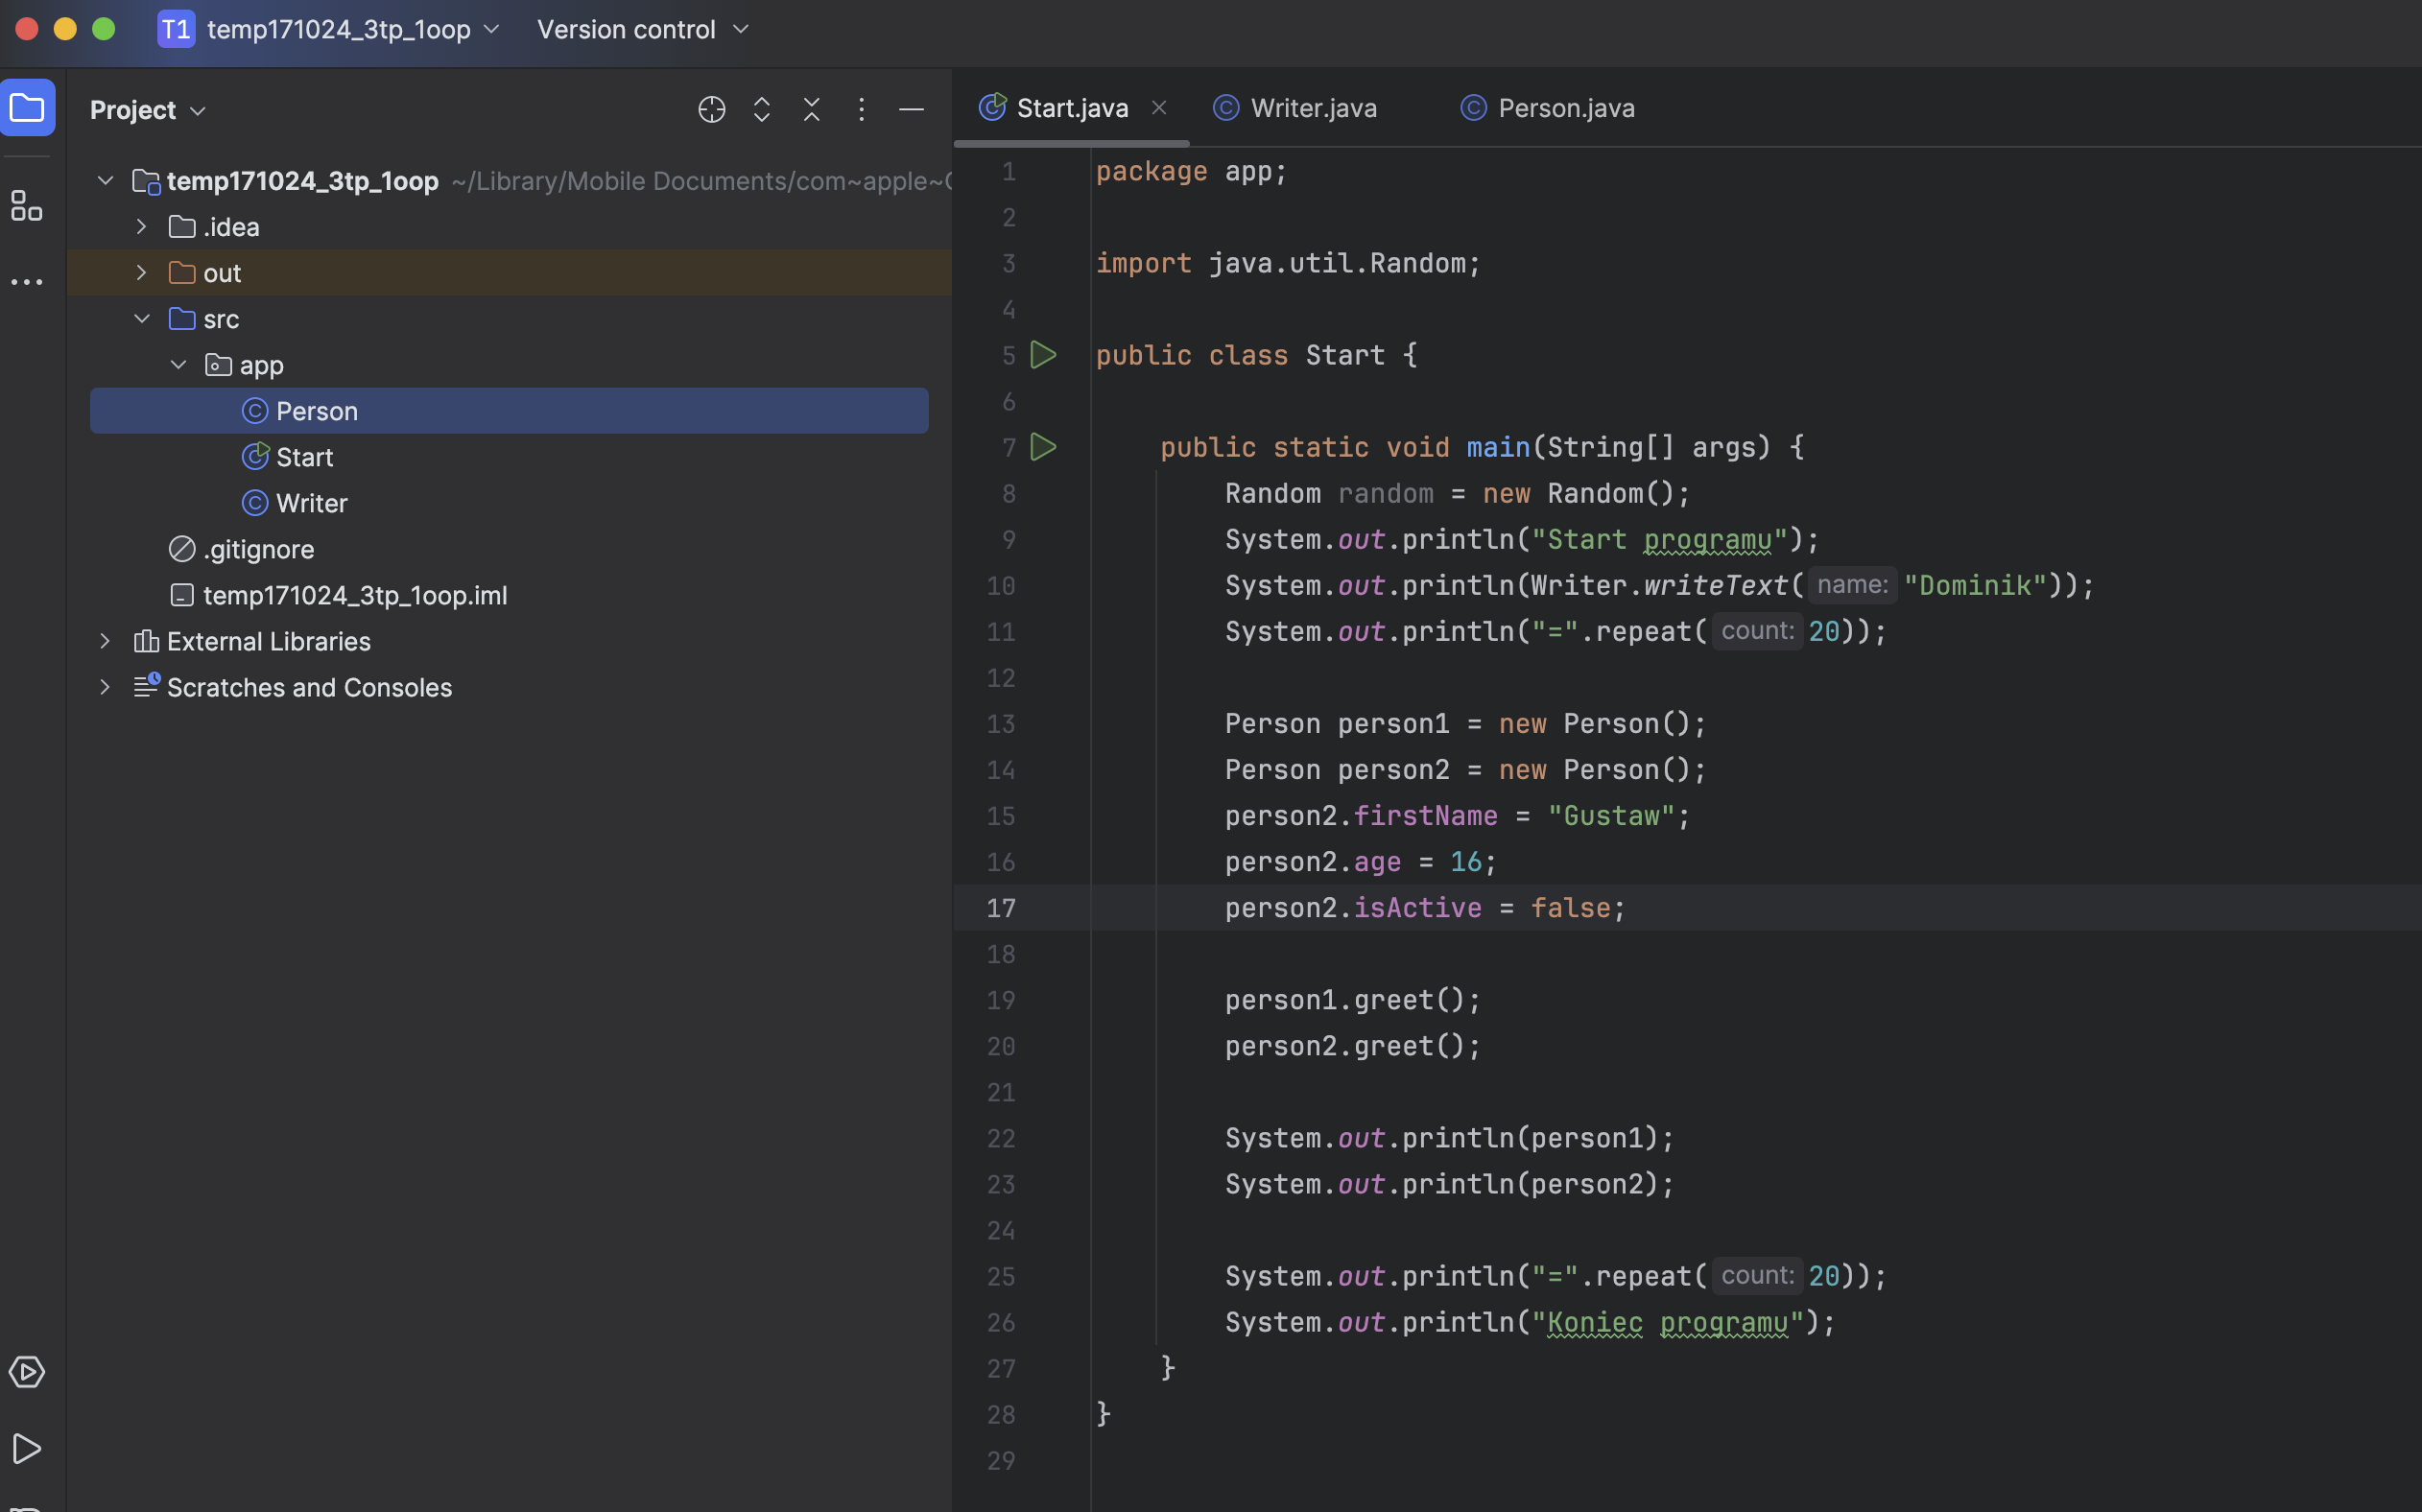 T1 temp171024_3tp_1oop Version control
Project
temp171024_3tp_1oop ~/Library/Mobile Documents/com~apple~
.idea
out
src
app
Person
Start
Writer
.gitignore
temp171024_3tp_1oop.iml
External Libraries
Scratches and Consoles
Start.java Writer.java Person.java
1 package app;
2
3 import java.util.Random;
4
5 public class Start {
6
7 public static void main(String[] args) {
8 Random random = new Random();
9 System.out.println("Start programu");
10 System.out.println(Writer.writeText( name: "Dominik"));
11 System.out.println("=".repeat( count: 20));
12
13 Person person1 = new Person();
14 Person person2 = new Person();
15 person2.firstName = "Gustaw";
16 person2.age = 16;
17 person2.isActive = false;
18
19 person1.greet();
20 person2.greet();
21
22 System.out.println(person1);
23 System.out.println(person2);
24
25 System.out.println("=".repeat( count: 20));
26 System.out.println("Koniec programu");
27 }
28 }
29